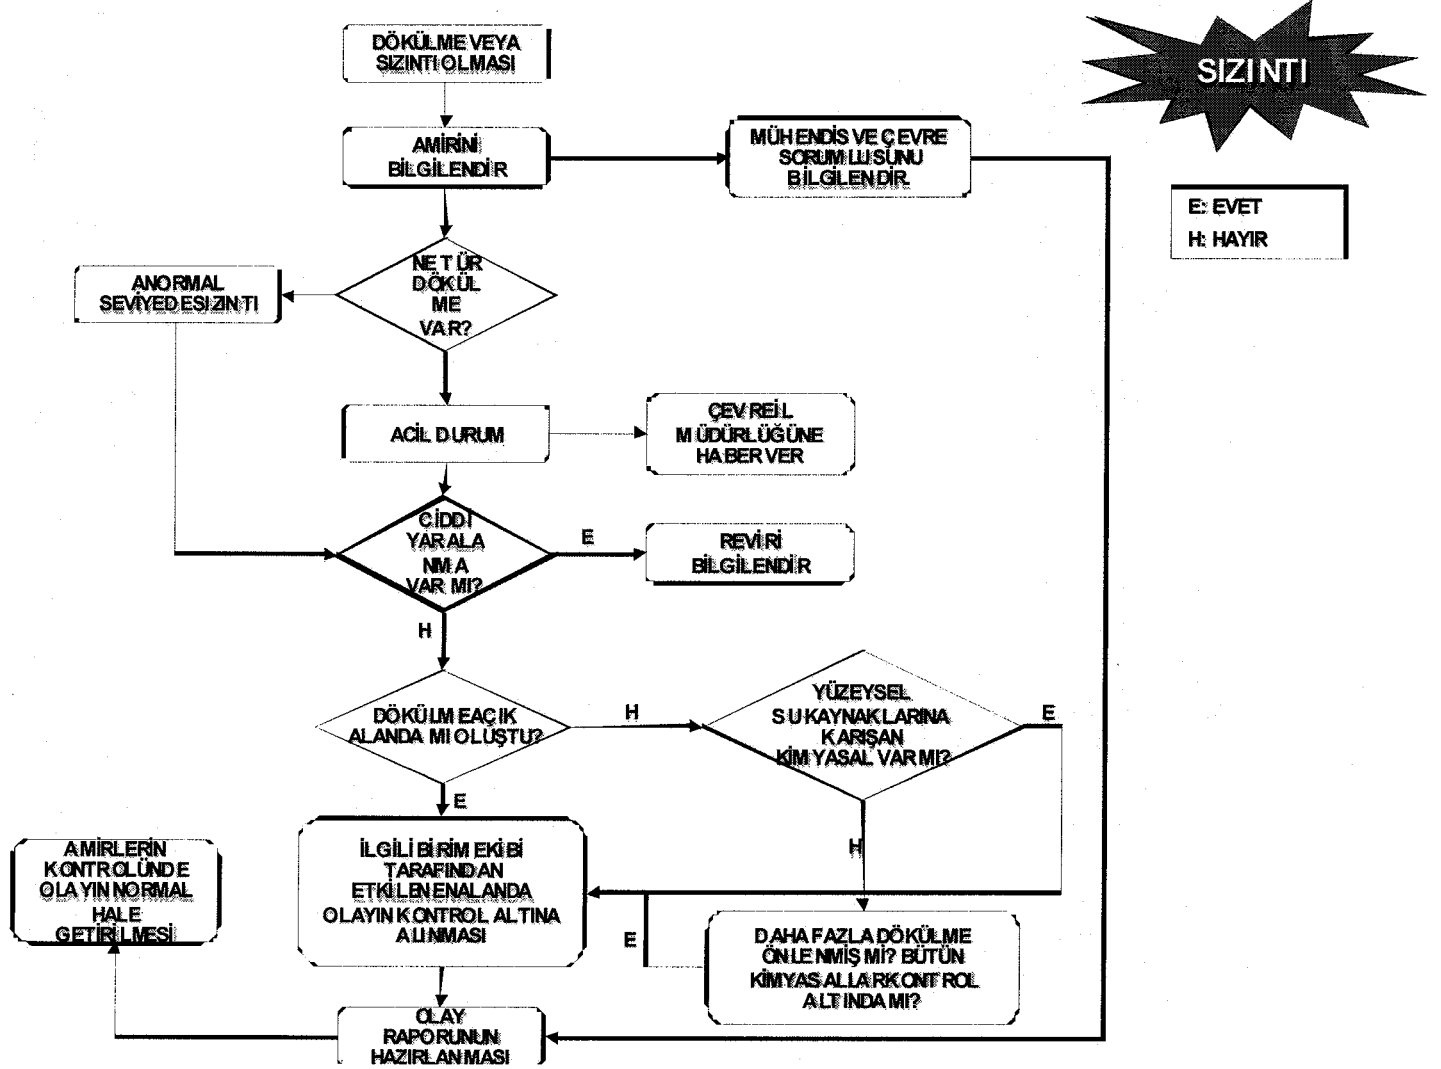 DÖKÜLME VEYA
SIZINTI OLMASI
SIZINTI
AMİRİNİ
BİLGİLENDİR
MÜHENDİS VE ÇEVRE
SORUMLUSUNU
BİLGİLENDİR.
E: EVET
H: HAYIR
NE TÜR
DÖKÜL
ME
VAR?
ANORMAL
SEVİYEDE SIZINTI
ACİL DURUM
ÇEVRE İL
MÜDÜRLÜĞÜNE
HABER VER
CİDDİ
YARALA
NMA
VAR MI?
E
REVİRİ
BİLGİLENDİR
H
DÖKÜLME AÇIK
ALANDA MI OLUŞTU?
H
YÜZEYSEL
SU KAYNAKLARINA
KARIŞAN
KİMYASAL VAR MI?
E
E
H
İLGİLİ BİRİM EKİBİ
TARAFINDAN
ETKİLENEN ALANDA
OLAYIN KONTROL ALTINA
ALINMASI
AMİRLERİN
KONTROLÜNDE
OLAYIN NORMAL
HALE
GETİRİLMESİ
E
DAHA FAZLA DÖKÜLME
ÖNLENMİŞ Mİ? BÜTÜN
KİMYASALLAR KONTROL
ALTINDA MI?
OLAY
RAPORUNUN
HAZIRLANMASI